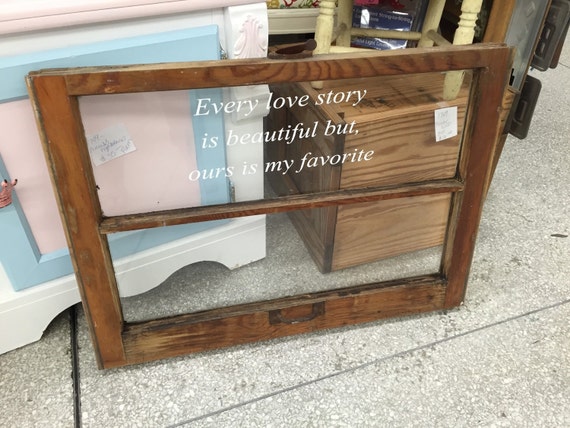 Every love story
is beautiful but,
ours is my favorite